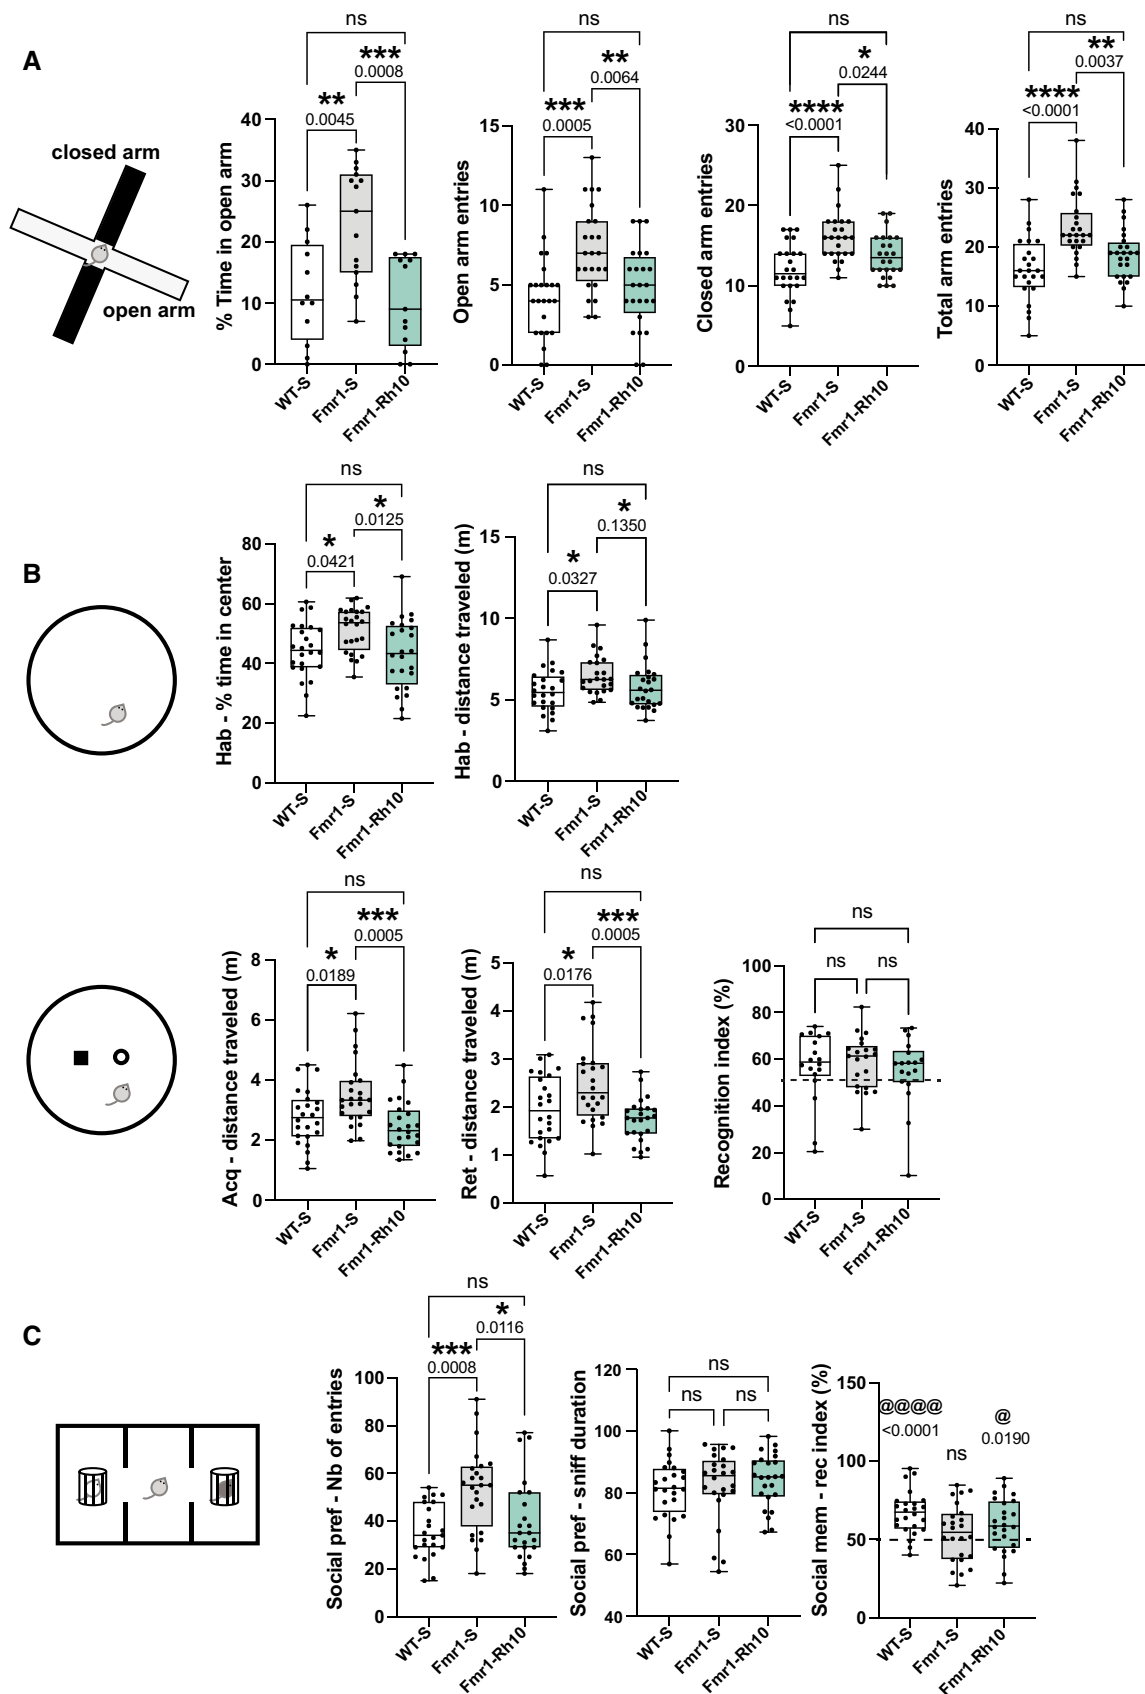 A
closed arm
open arm
% Time in open arm
40
30
20
10
0
ns
***
0.0008
**
0.0045
WT-S
Fmr1-S
Fmr1-Rh10
Open arm entries
15
10
5
0
ns
**
0.0064
***
0.0005
WT-S
Fmr1-S
Fmr1-Rh10
Closed arm entries
30
20
10
0
ns
*
0.0244
****
<0.0001
WT-S
Fmr1-S
Fmr1-Rh10
Total arm entries
40
30
20
10
0
ns
**
0.0037
****
<0.0001
WT-S
Fmr1-S
Fmr1-Rh10
B
Hab - % time in center
80
60
40
20
0
ns
*
0.0125
*
0.0421
WT-S
Fmr1-S
Fmr1-Rh10
Hab - distance traveled (m)
15
10
5
0
ns
*
0.1350
*
0.0327
WT-S
Fmr1-S
Fmr1-Rh10
Acq - distance traveled (m)
8
6
4
2
0
ns
***
0.0005
*
0.0189
WT-S
Fmr1-S
Fmr1-Rh10
Ret - distance traveled (m)
5
4
3
2
1
0
ns
***
0.0005
*
0.0176
WT-S
Fmr1-S
Fmr1-Rh10
Recognition index (%)
100
80
60
40
20
0
ns
ns
ns
WT-S
Fmr1-S
Fmr1-Rh10
C
Social pref - Nb of entries
100
80
60
40
20
0
ns
*
0.0116
***
0.0008
WT-S
Fmr1-S
Fmr1-Rh10
Social pref - sniff duration
120
100
80
60
40
ns
ns
ns
WT-S
Fmr1-S
Fmr1-Rh10
Social mem - rec index (%)
150
100
50
0
@@@@
<0.0001
ns
@
0.0190
WT-S
Fmr1-S
Fmr1-Rh10